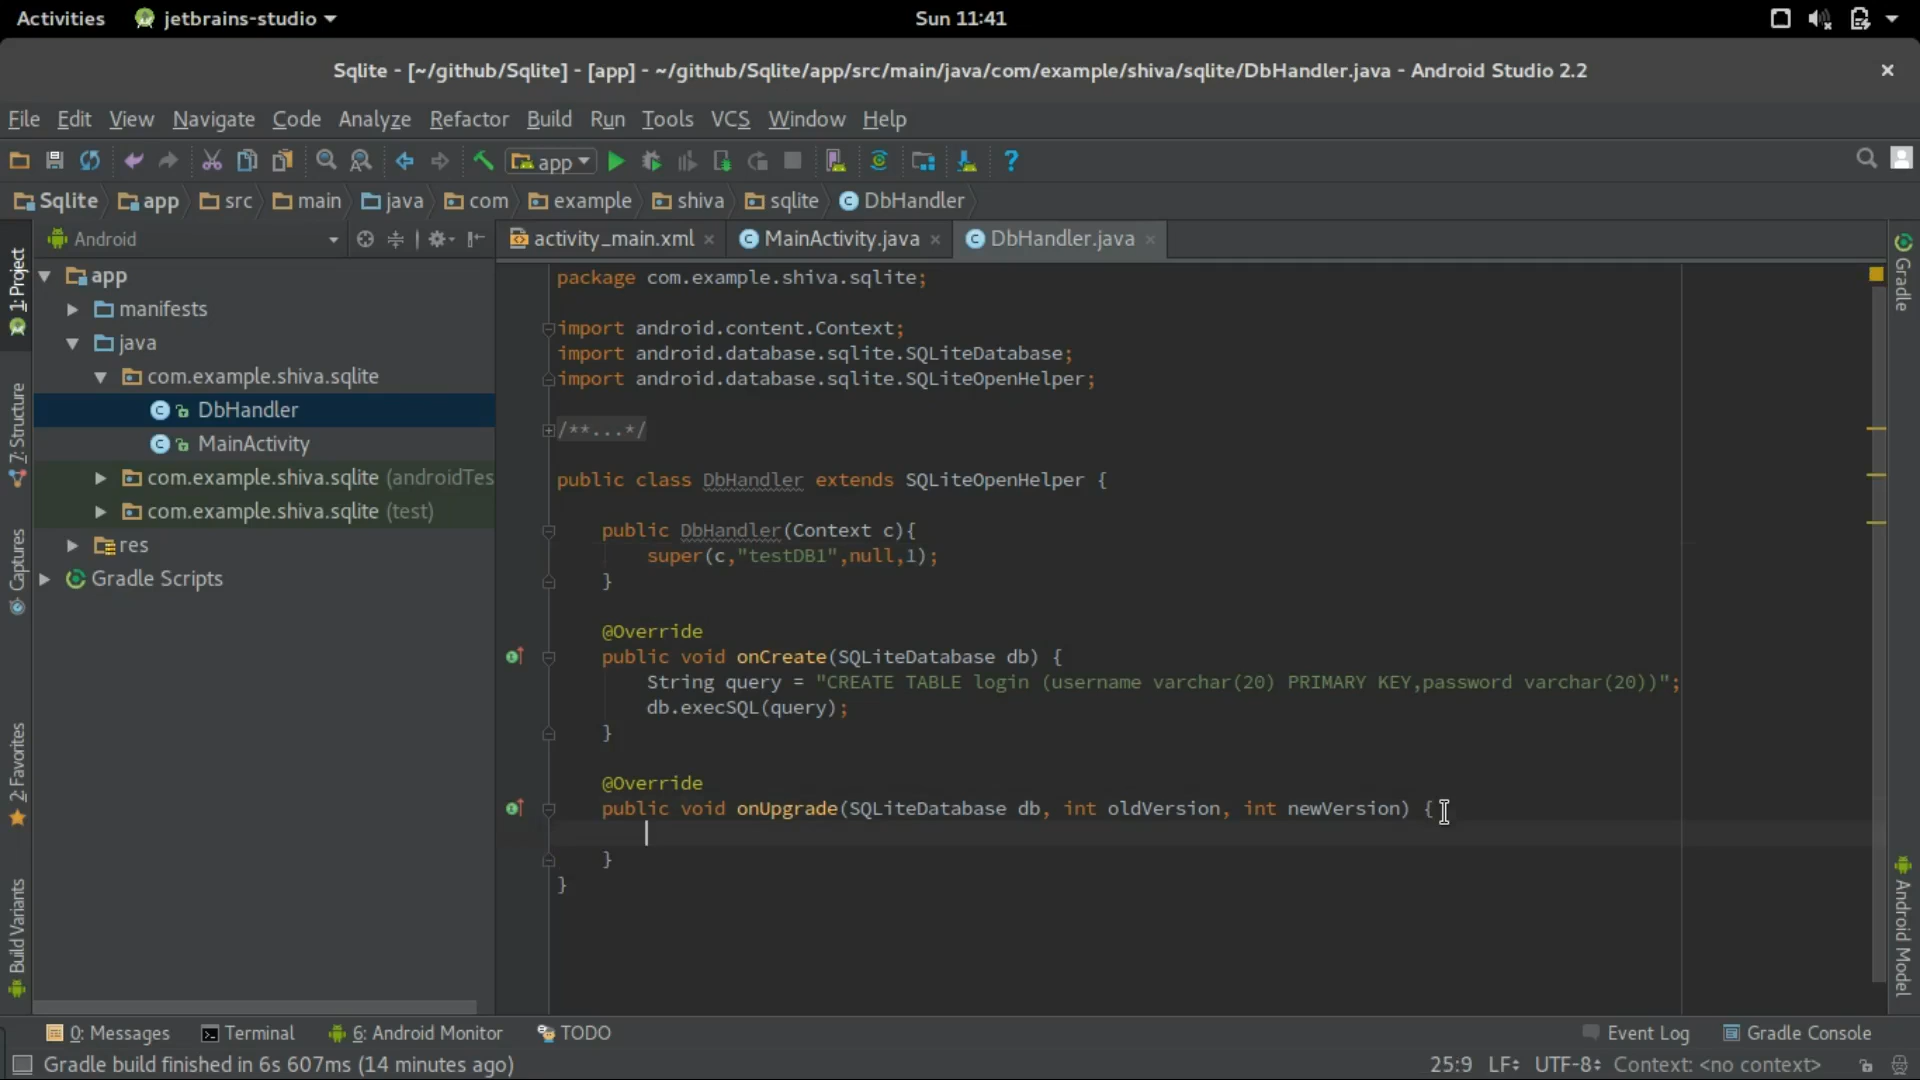 Activities jetbrains-studio Sun 11:41
Sqlite - [~/github/Sqlite] - [app] - ~/github/Sqlite/app/src/main/java/com/example/shiva/sqlite/DbHandler.java - Android Studio 2.2
File Edit View Navigate Code Analyze Refactor Build Run Tools VCS Window Help
app
Sqlite app src main java com example shiva sqlite DbHandler
Android
activity_main.xml MainActivity.java DbHandler.java
1: Project
7: Structure
Captures
2: Favorites
Build Variants
app
manifests
java
com.example.shiva.sqlite
DbHandler
MainActivity
com.example.shiva.sqlite (androidTes
com.example.shiva.sqlite (test)
res
Gradle Scripts
package com.example.shiva.sqlite;
import android.content.Context;
import android.database.sqlite.SQLiteDatabase;
import android.database.sqlite.SQLiteOpenHelper;
/**...*/
public class DbHandler extends SQLiteOpenHelper {
public DbHandler(Context c){
super(c,"testDB1",null,1);
}
@Override
public void onCreate(SQLiteDatabase db) {
String query = "CREATE TABLE login (username varchar(20) PRIMARY KEY,password varchar(20))";
db.execSQL(query);
}
@Override
public void onUpgrade(SQLiteDatabase db, int oldVersion, int newVersion) {
}
}
Gradle
Android Model
0: Messages Terminal 6: Android Monitor TODO Event Log Gradle Console
Gradle build finished in 6s 607ms (14 minutes ago) 25:9 LF UTF-8 Context: <no context>